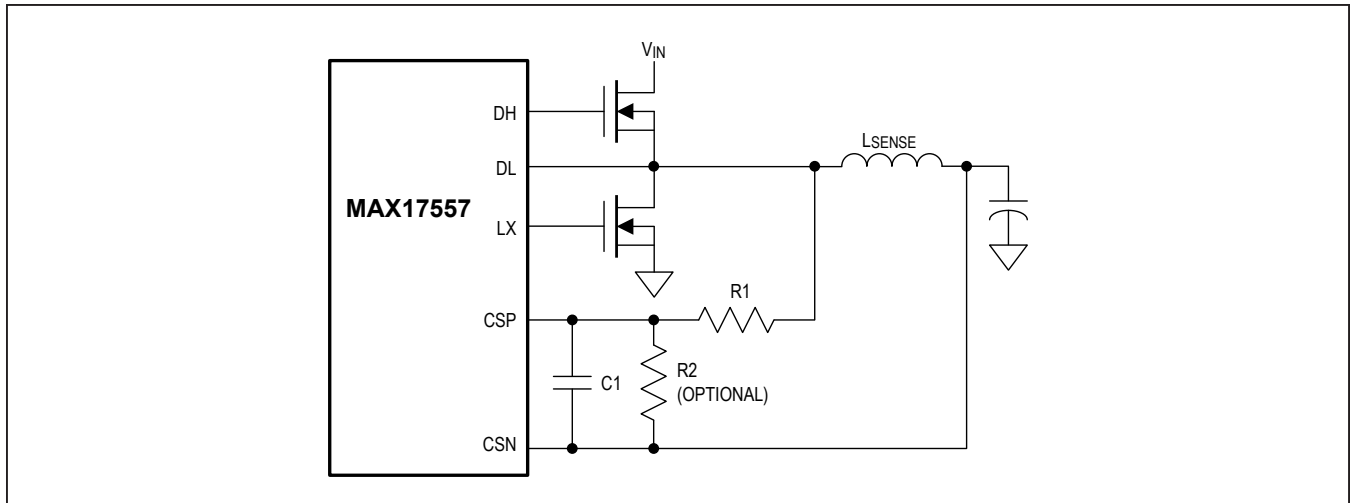 VIN
DH
LSENSE
DL
MAX17557
LX
R1
CSP
R2
C1
(OPTIONAL)
CSN